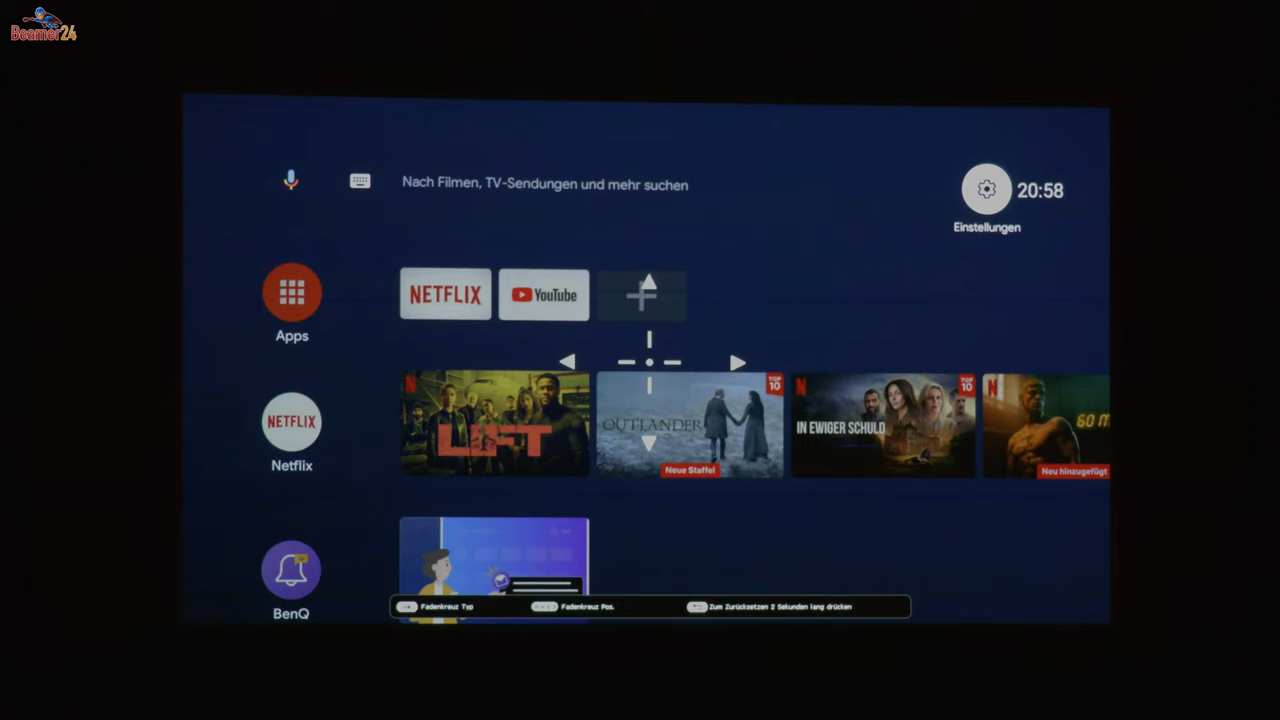 Beamer24
Nach Filmen, TV-Sendungen und mehr suchen
20:58
Einstellungen
NETFLIX
YouTube
Apps
N
LIFT
OUTLANDER
TOP
10
Neue Staffel
N
IN EWIGER SCHULD
TOP
10
N
60 M
Neu hinzugefügt
NETFLIX
Netflix
BenQ
Fadenkreuz Typ
Fadenkreuz Pos.
Zum Zurücksetzen 2 Sekunden lang drücken